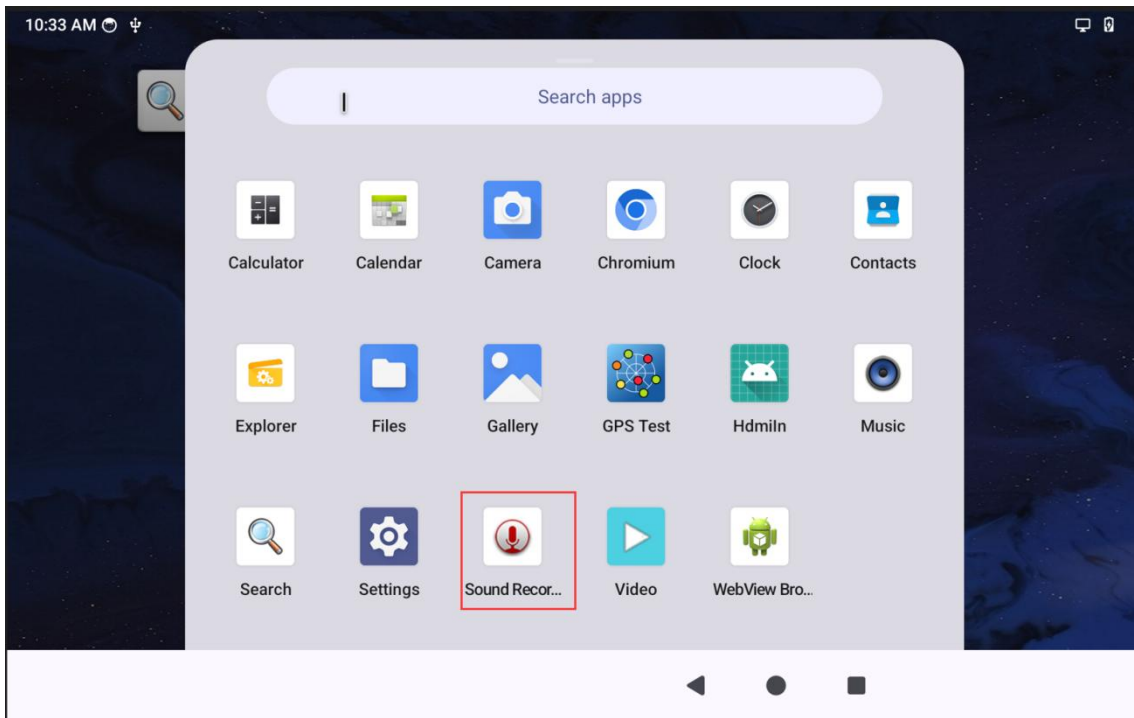 10:33 AM
Search apps
Calculator Calendar Camera Chromium Clock Contacts
Explorer Files Gallery GPS Test HdmiIn Music
Search Settings Sound Recor... Video WebView Bro..